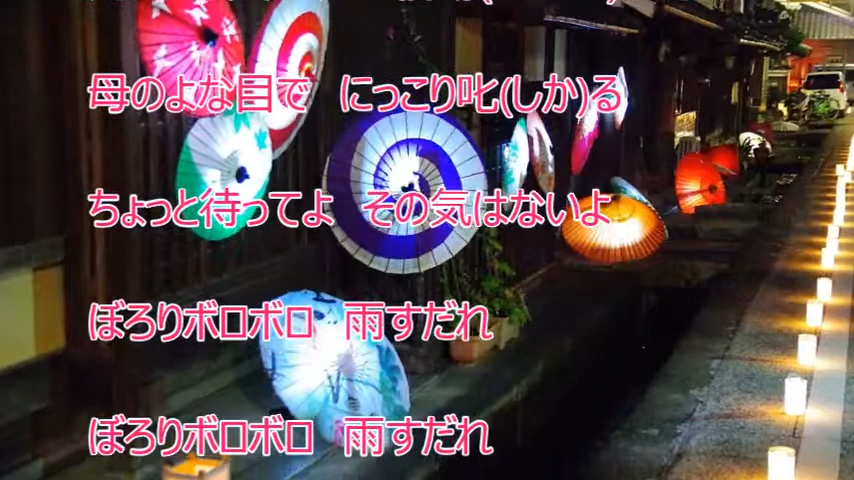 母のよな目で　にっこり叱(しか)る
ちょっと待ってよ　その気はないよ
ぼろりボロボロ　雨すだれ
ぼろりボロボロ　雨すだれ